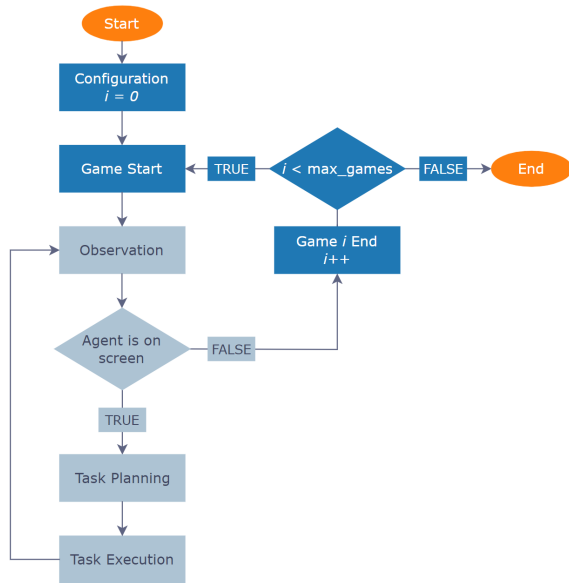 Start
Configuration
i = 0
Game Start
TRUE
i < max_games
FALSE
End
Observation
Game i End
i++
Agent is on
screen
FALSE
TRUE
Task Planning
Task Execution